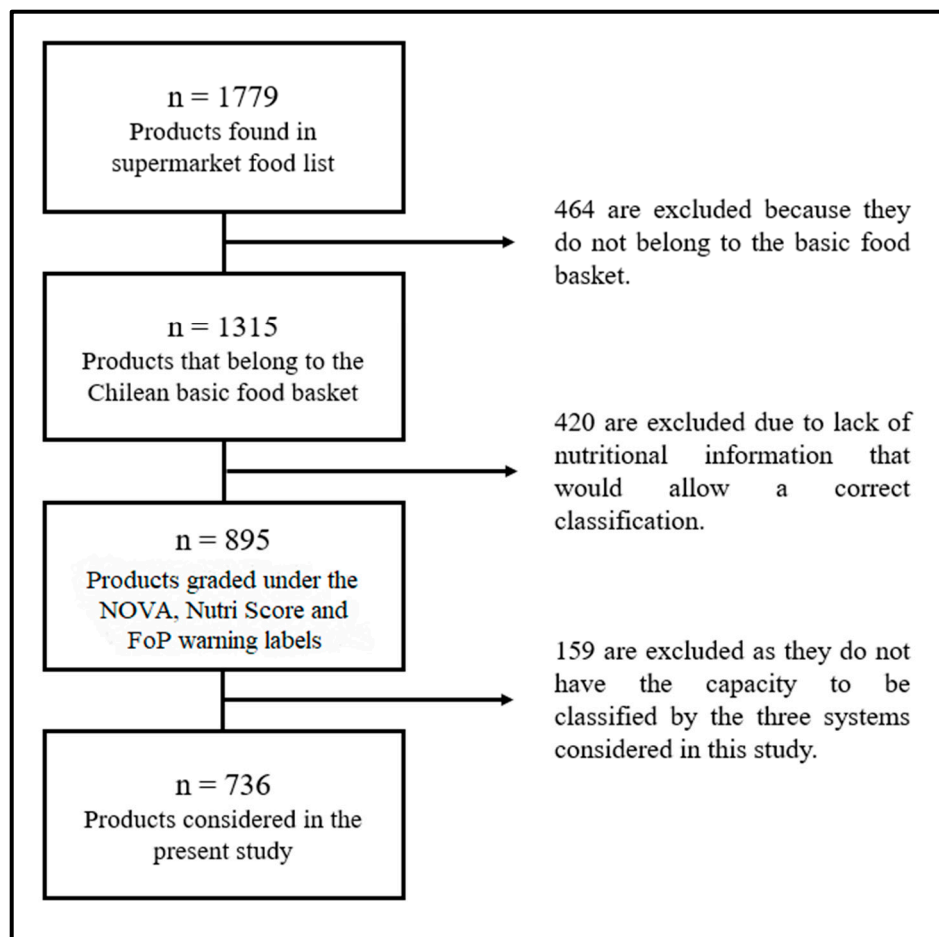 n = 1779
Products found in
supermarket food list
464 are excluded because they
do not belong to the basic food
basket.
n = 1315
Products that belong to the
Chilean basic food basket
420 are excluded due to lack of
nutritional information that
would allow a correct
classification.
n = 895
Products graded under the
NOVA, Nutri Score and
FoP warning labels
159 are excluded as they do not
have the capacity to be
classified by the three systems
considered in this study.
n = 736
Products considered in the
present study